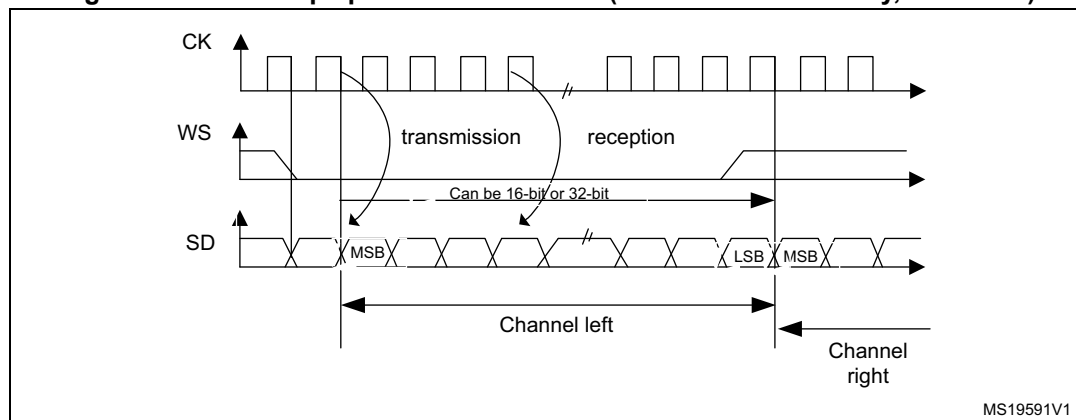 CK
transmission
reception
WS
Can be 16-bit or 32-bit
SD
MSB
LSB
MSB
Channel left
Channel
right
MS19591V1